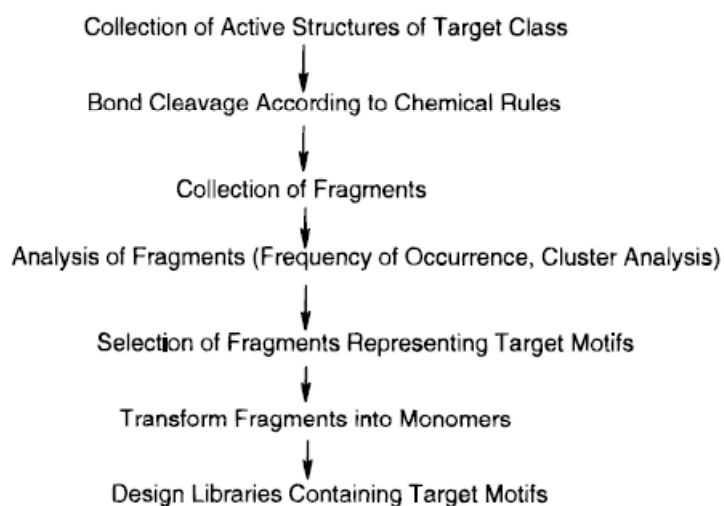 Collection of Active Structures of Target Class
Bond Cleavage According to Chemical Rules
Collection of Fragments
Analysis of Fragments (Frequency of Occurrence, Cluster Analysis)
Selection of Fragments Representing Target Motifs
Transform Fragments into Monomers
Design Libraries Containing Target Motifs